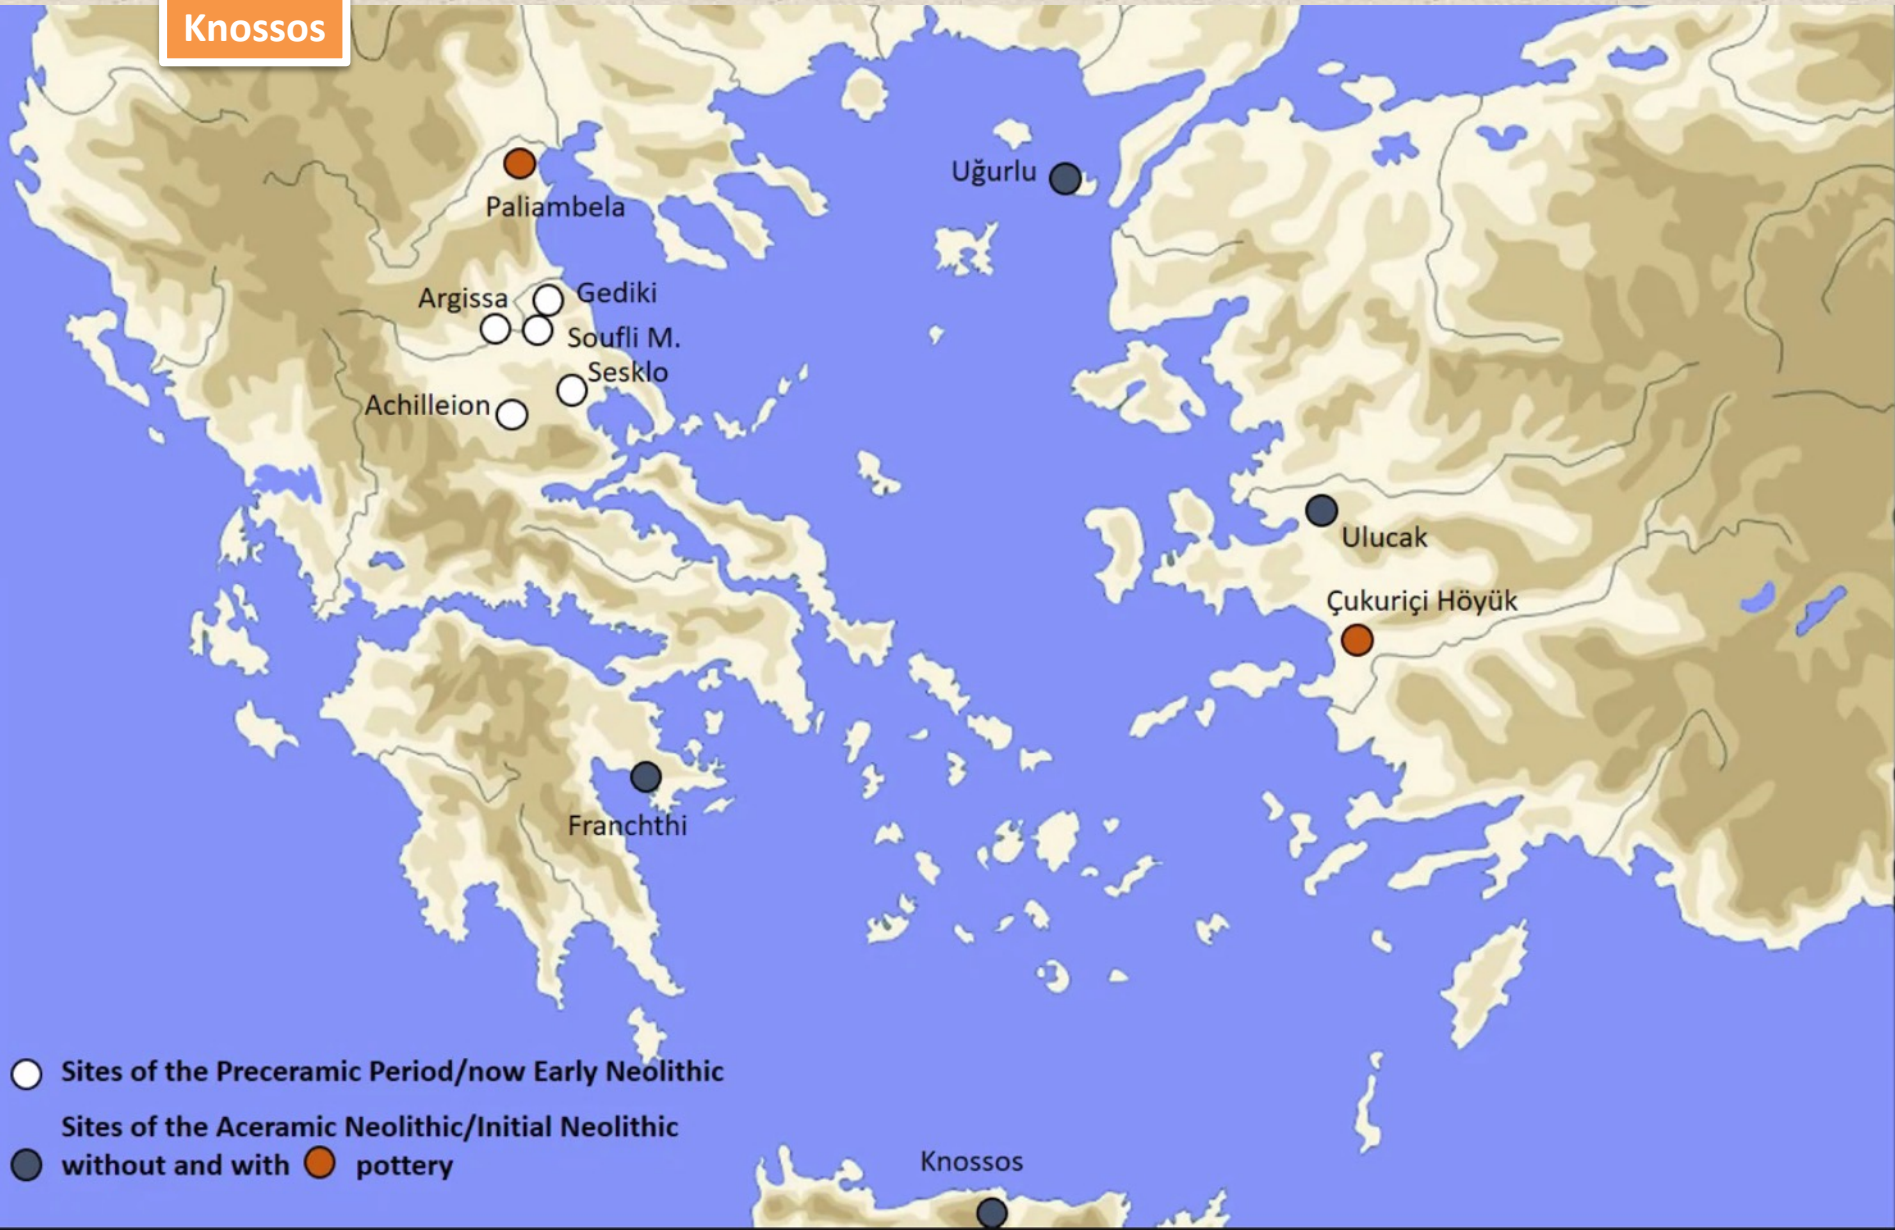 Knossos
Uğurlu
Paliambela
Argissa
Gediki
Soufli M.
Sesklo
Achilleion
Ulucak
Çukuriçi Höyük
Franchthi
Sites of the Preceramic Period/now Early Neolithic
Sites of the Aceramic Neolithic/Initial Neolithic
without and with pottery
Knossos